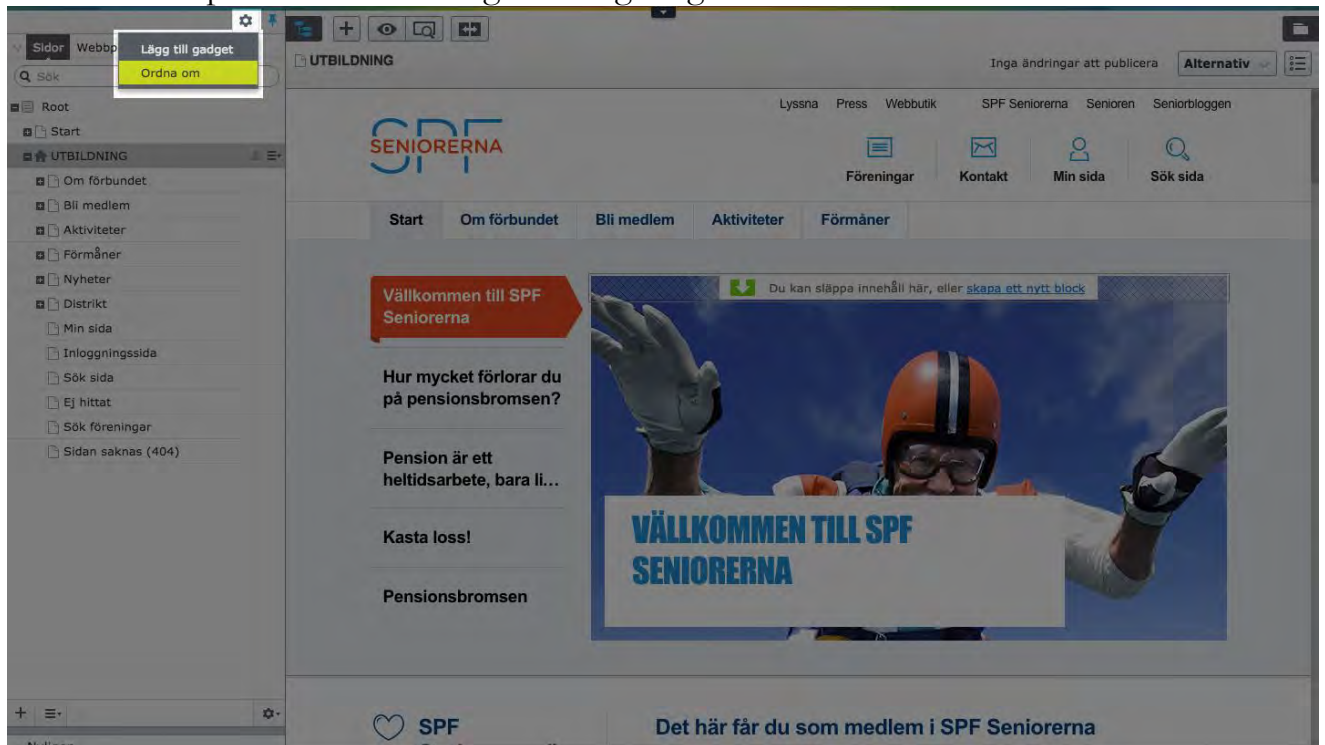 Sidor Webbp
Lägg till gadget
Ordna om
Sök
Root
Start
UTBILDNING
Om förbundet
Bli medlem
Aktiviteter
Förmåner
Nyheter
Distrikt
Min sida
Inloggningssida
Sök sida
Ej hittat
Sök föreningar
Sidan saknas (404)
UTBILDNING
Inga ändringar att publicera Alternativ
Lyssna Press Webbutik SPF Seniorerna Senioren Seniorbloggen
SPF
SENIORERNA
Föreningar Kontakt Min sida Sök sida
Start Om förbundet Bli medlem Aktiviteter Förmåner
Vällkommen till SPF
Seniorerna
Hur mycket förlorar du
på pensionsbromsen?
Pension är ett
heltidsarbete, bara li...
Kasta loss!
Pensionsbromsen
Du kan släppa innehåll här, eller skapa ett nytt block
VÄLLKOMMEN TILL SPF
SENIORERNA
SPF
Det här får du som medlem i SPF Seniorerna